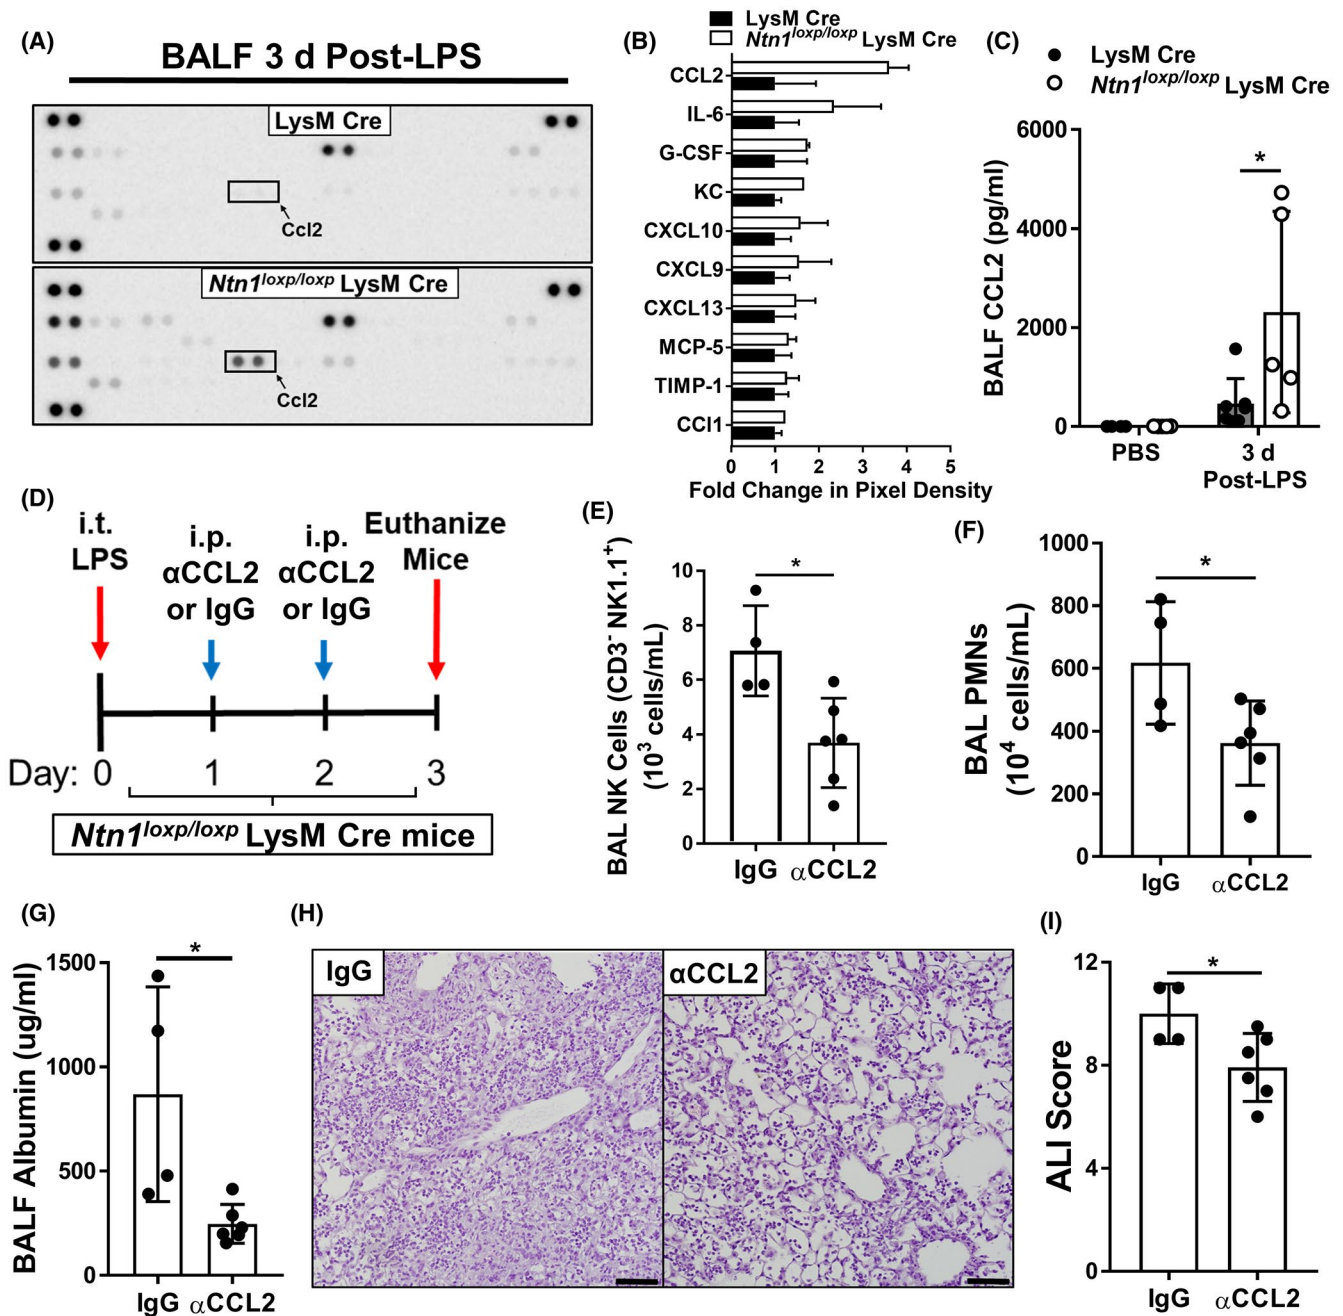 (A)
BALF 3 d Post-LPS
LysM Cre
Ccl2
Ntn1loxp/loxp LysM Cre
Ccl2
(B)
LysM Cre
Ntn1loxp/loxp LysM Cre
CCL2
IL-6
G-CSF
KC
CXCL10
CXCL9
CXCL13
MCP-5
TIMP-1
CCl1
0 1 2 3 4 5
Fold Change in Pixel Density
(C)
LysM Cre
Ntn1loxp/loxp LysM Cre
BALF CCL2 (pg/ml)
6000
4000
2000
0
*
PBS
3 d
Post-LPS
(D)
i.t.
LPS
i.p.
αCCL2
or IgG
i.p.
αCCL2
or IgG
Euthanize
Mice
Day: 0 1 2 3
Ntn1loxp/loxp LysM Cre mice
(E)
BAL NK Cells (CD3- NK1.1+)
(103 cells/mL)
10
8
6
4
2
0
*
IgG αCCL2
(F)
BAL PMNs
(104 cells/mL)
1000
800
600
400
200
0
*
IgG αCCL2
(G)
BALF Albumin (ug/ml)
1500
1000
500
0
*
IgG αCCL2
(H)
IgG
αCCL2
(I)
ALI Score
12
8
4
0
*
IgG αCCL2